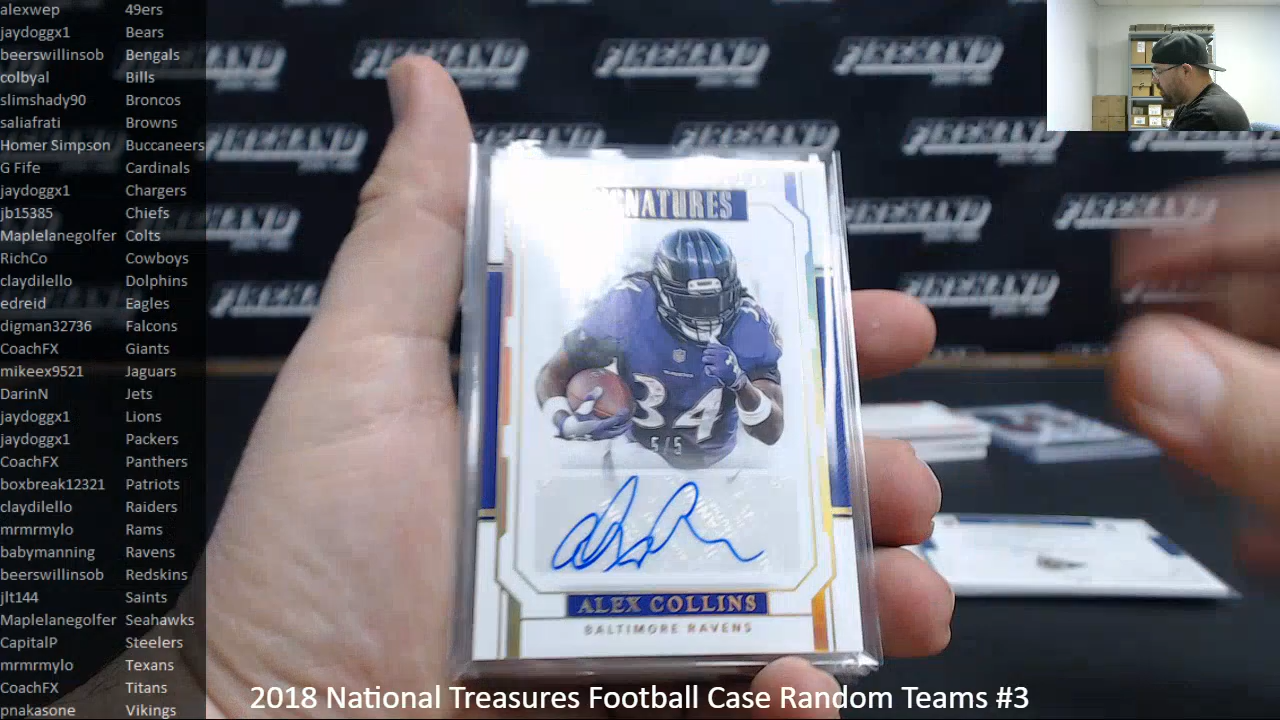 alexwep 49ers
jaydoggx1 Bears
beerswillinsob Bengals
colbyal Bills
slimshady90 Broncos
saliafrati Browns
Homer Simpson Buccaneers
G Fife Cardinals
jaydoggx1 Chargers
jb15385 Chiefs
Maplelanegolfer Colts
RichCo Cowboys
claydilello Dolphins
edreid Eagles
digman32736 Falcons
CoachFX Giants
mikeex9521 Jaguars
DarinN Jets
jaydoggx1 Lions
jaydoggx1 Packers
CoachFX Panthers
boxbreak12321 Patriots
claydilello Raiders
mrmrmylo Rams
babymanning Ravens
beerswillinsob Redskins
jlt144 Saints
Maplelanegolfer Seahawks
CapitalP Steelers
mrmrmylo Texans
CoachFX Titans
pnakasone Vikings
FIREHAND
34
5/5
ALEX COLLINS
BALTIMORE RAVENS
2018 National Treasures Football Case Random Teams #3